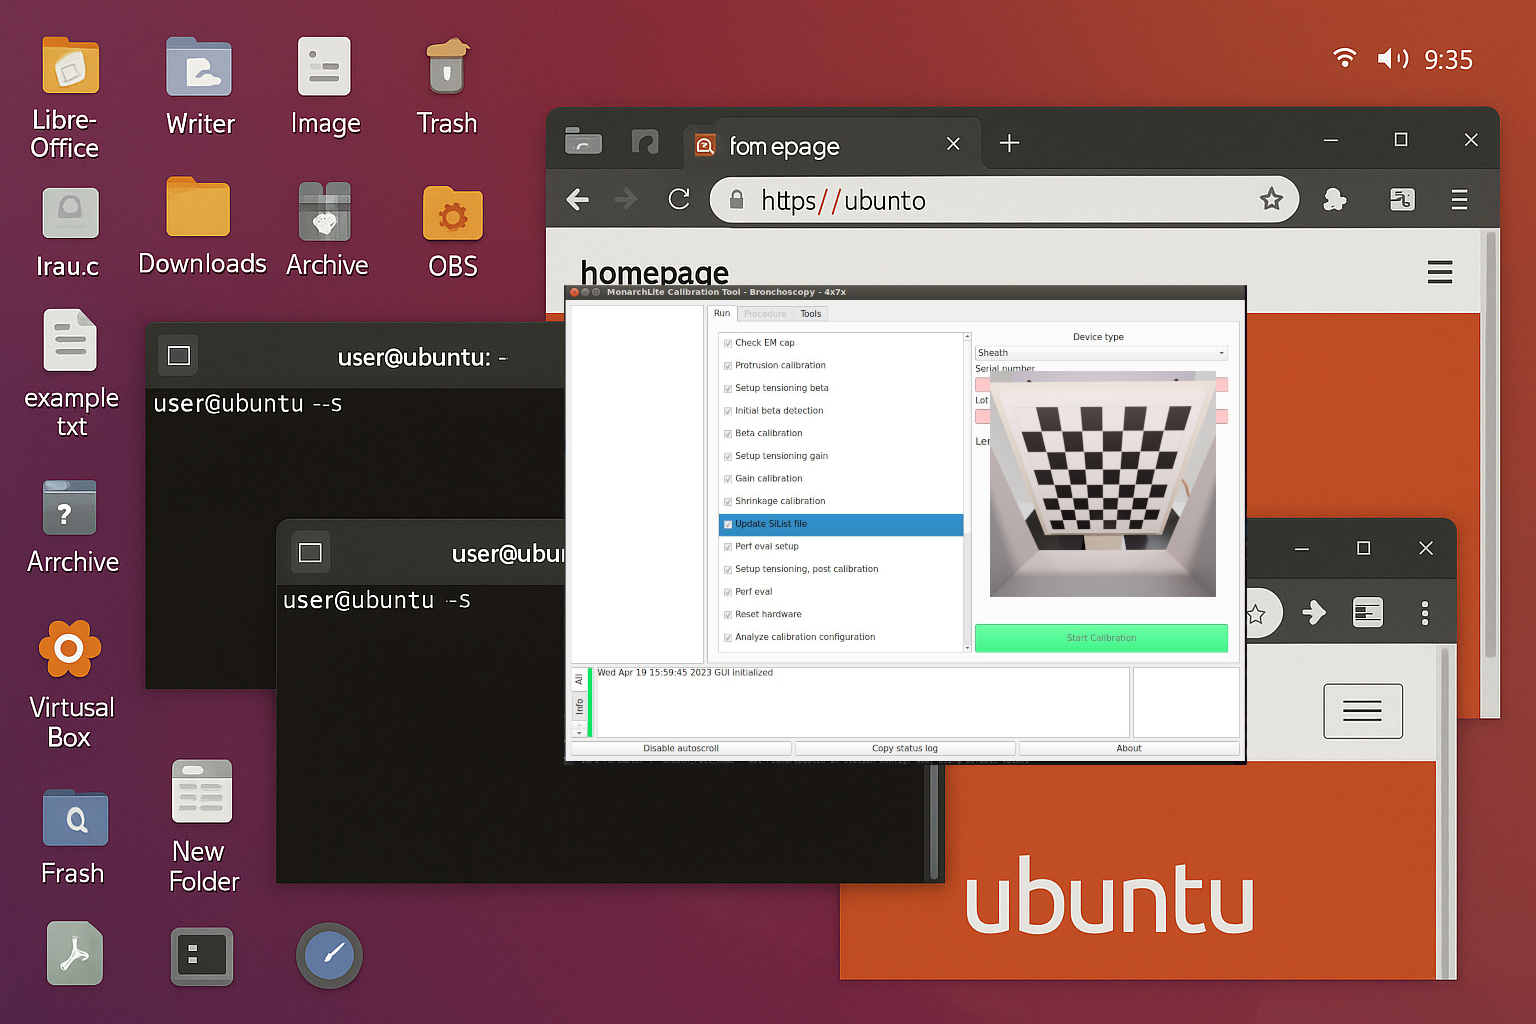 9:35
Libre-
Office
Writer
Image
Trash
Irau.c
Downloads
Archive
OBS
example
txt
Arrchive
Virtusal
Box
Frash
New
Folder
fom epage
https//ubunto
homepage
user@ubuntu: -
user@ubuntu --s
user@ubur
user@ubuntu --s
MonarchLite Calibration Tool - Bronchoscopy - 4x7x
Run
Procedure
Tools
Check EM cap
Protrusion calibration
Setup tensioning beta
Initial beta detection
Beta calibration
Setup tensioning gain
Gain calibration
Shrinkage calibration
Update SiList file
Perf eval setup
Setup tensioning, post calibration
Perf eval
Reset hardware
Analyze calibration configuration
Device type
Sheath
Serial number
Lot
Ler
Start Calibration
All
Info
Wed Apr 19 15:59:45 2023 GUI initialized
Disable autoscroll
Copy status log
About
ubuntu